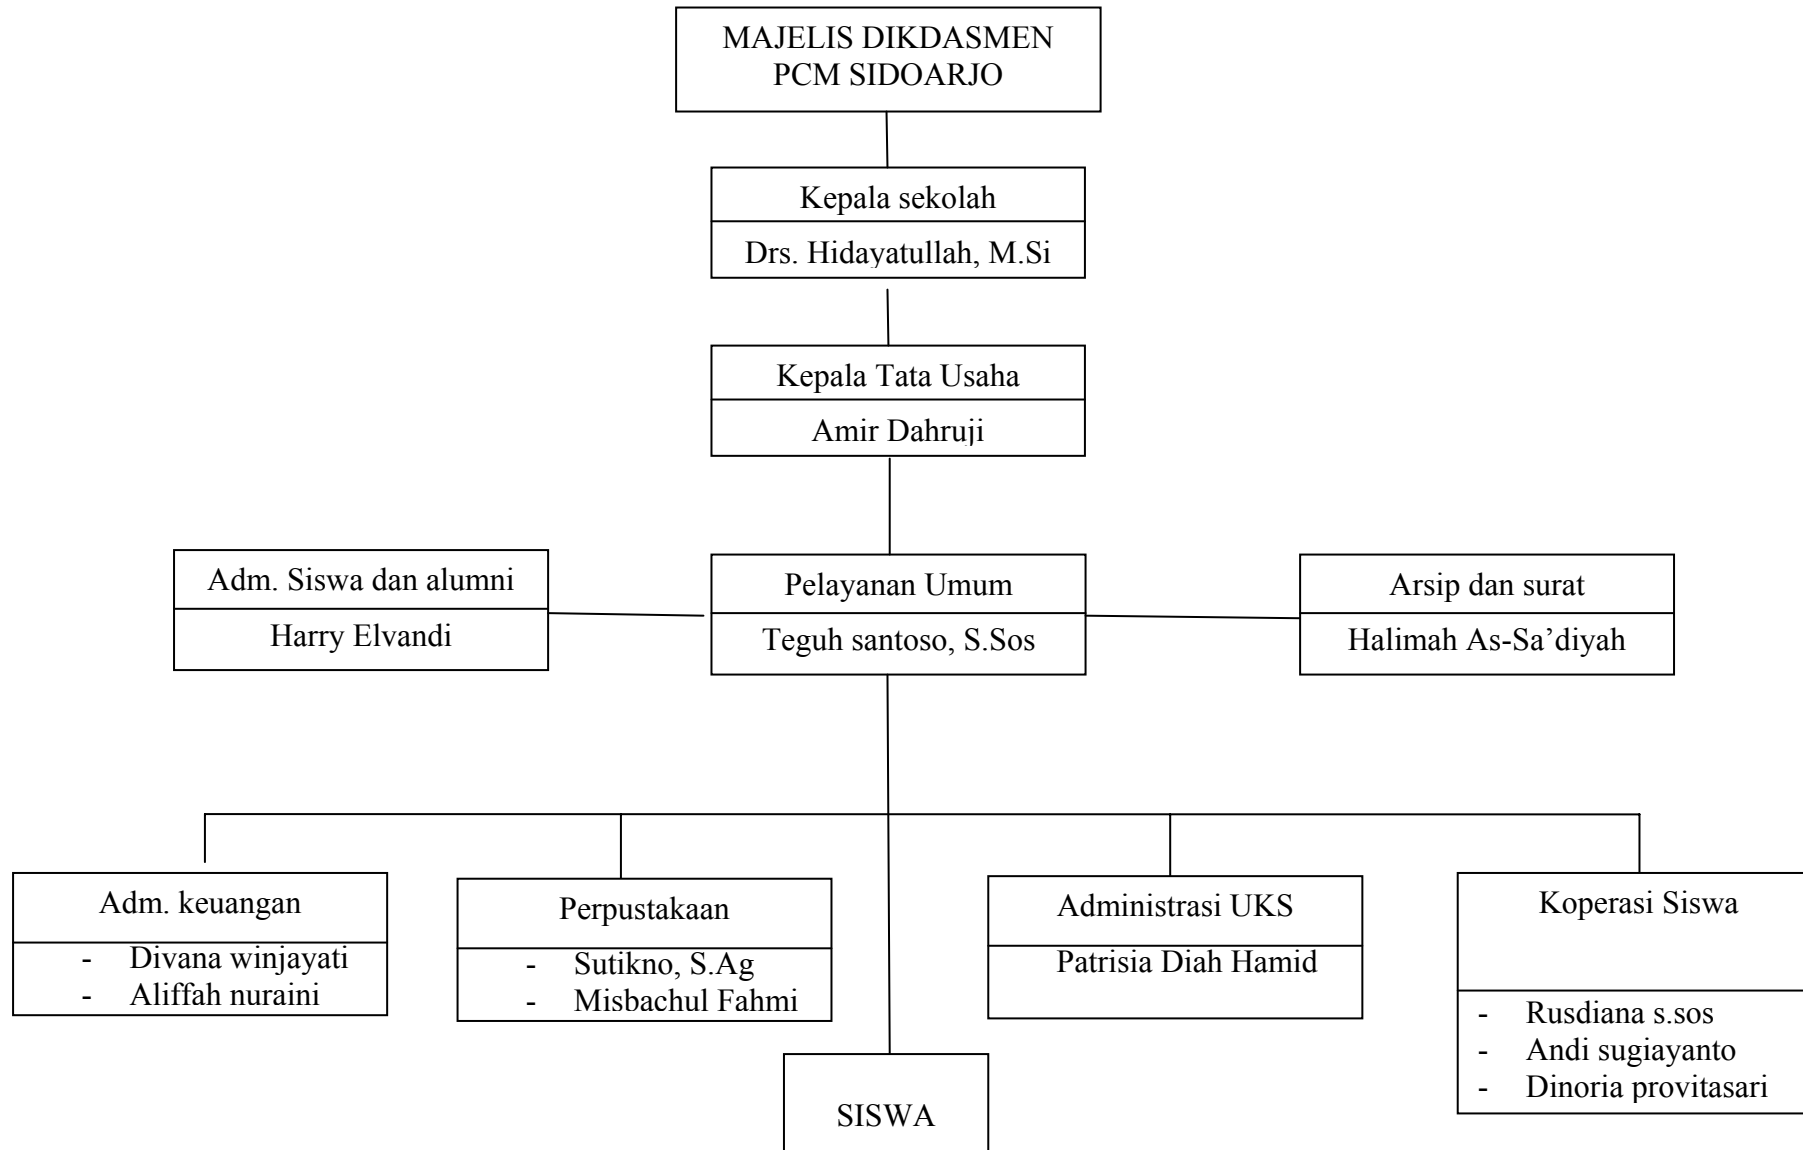 MAJELIS DIKDASMEN
PCM SIDOARJO
Kepala sekolah
Drs. Hidayatullah, M.Si
Kepala Tata Usaha
Amir Dahruji
Adm. Siswa dan alumni
Harry Elvandi
Pelayanan Umum
Teguh santoso, S.Sos
Arsip dan surat
Halimah As-Sa’diyah
Adm. keuangan
- Divana winjayati
- Aliffah nuraini
Perpustakaan
- Sutikno, S.Ag
- Misbachul Fahmi
Administrasi UKS
Patrisia Diah Hamid
Koperasi Siswa
- Rusdiana s.sos
- Andi sugiayanto
- Dinoria provitasari
SISWA